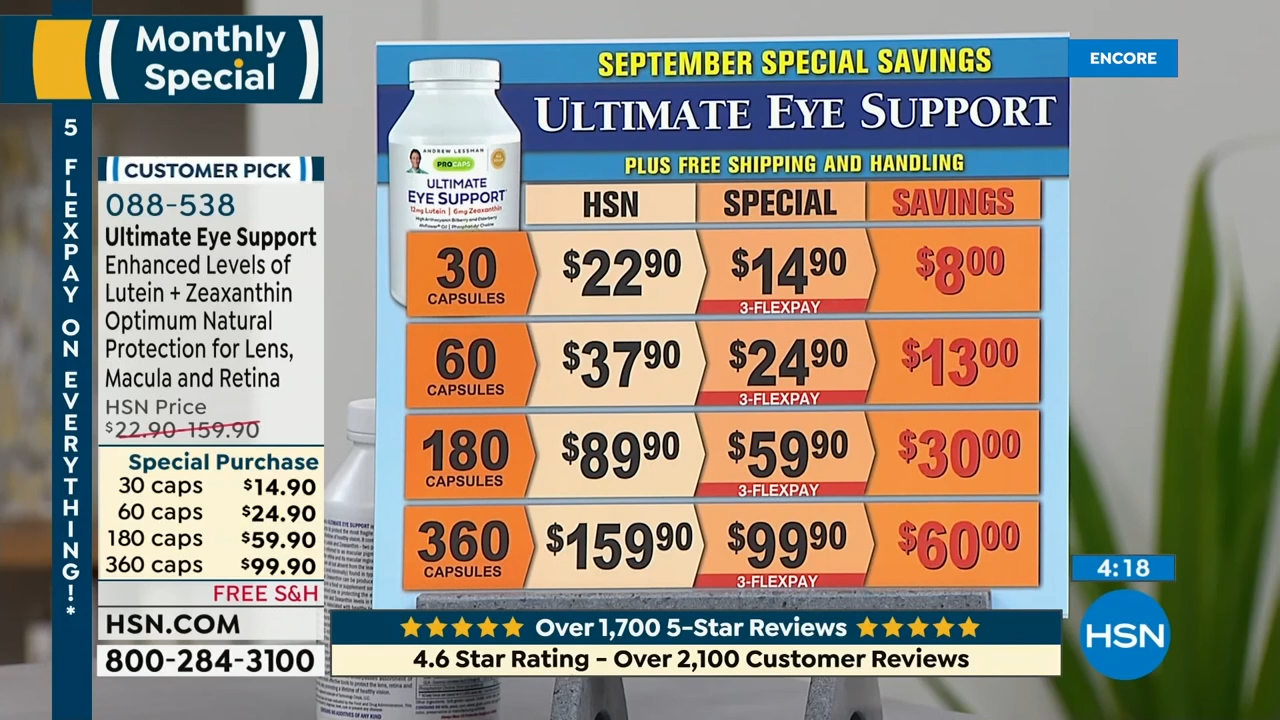 Monthly
Special
5 FLEXPAY ON EVERYTHING!*
CUSTOMER PICK
088-538
Ultimate Eye Support
Enhanced Levels of
Lutein + Zeaxanthin
Optimum Natural
Protection for Lens,
Macula and Retina
HSN Price
$22.90-159.90
Special Purchase
30 caps $14.90
60 caps $24.90
180 caps $59.90
360 caps $99.90
FREE S&H
HSN.COM
800-284-3100
ENCORE
SEPTEMBER SPECIAL SAVINGS
ULTIMATE EYE SUPPORT
PLUS FREE SHIPPING AND HANDLING
ANDREW LESSMAN
PROCAPS
ULTIMATE
EYE SUPPORT
12mg Lutein | 6mg Zeaxanthin
HSN SPECIAL SAVINGS
30 CAPSULES $22.90 $14.90 3-FLEXPAY $8.00
60 CAPSULES $37.90 $24.90 3-FLEXPAY $13.00
180 CAPSULES $89.90 $59.90 3-FLEXPAY $30.00
360 CAPSULES $159.90 $99.90 3-FLEXPAY $60.00
4:18
HSN
Over 1,700 5-Star Reviews
4.6 Star Rating – Over 2,100 Customer Reviews